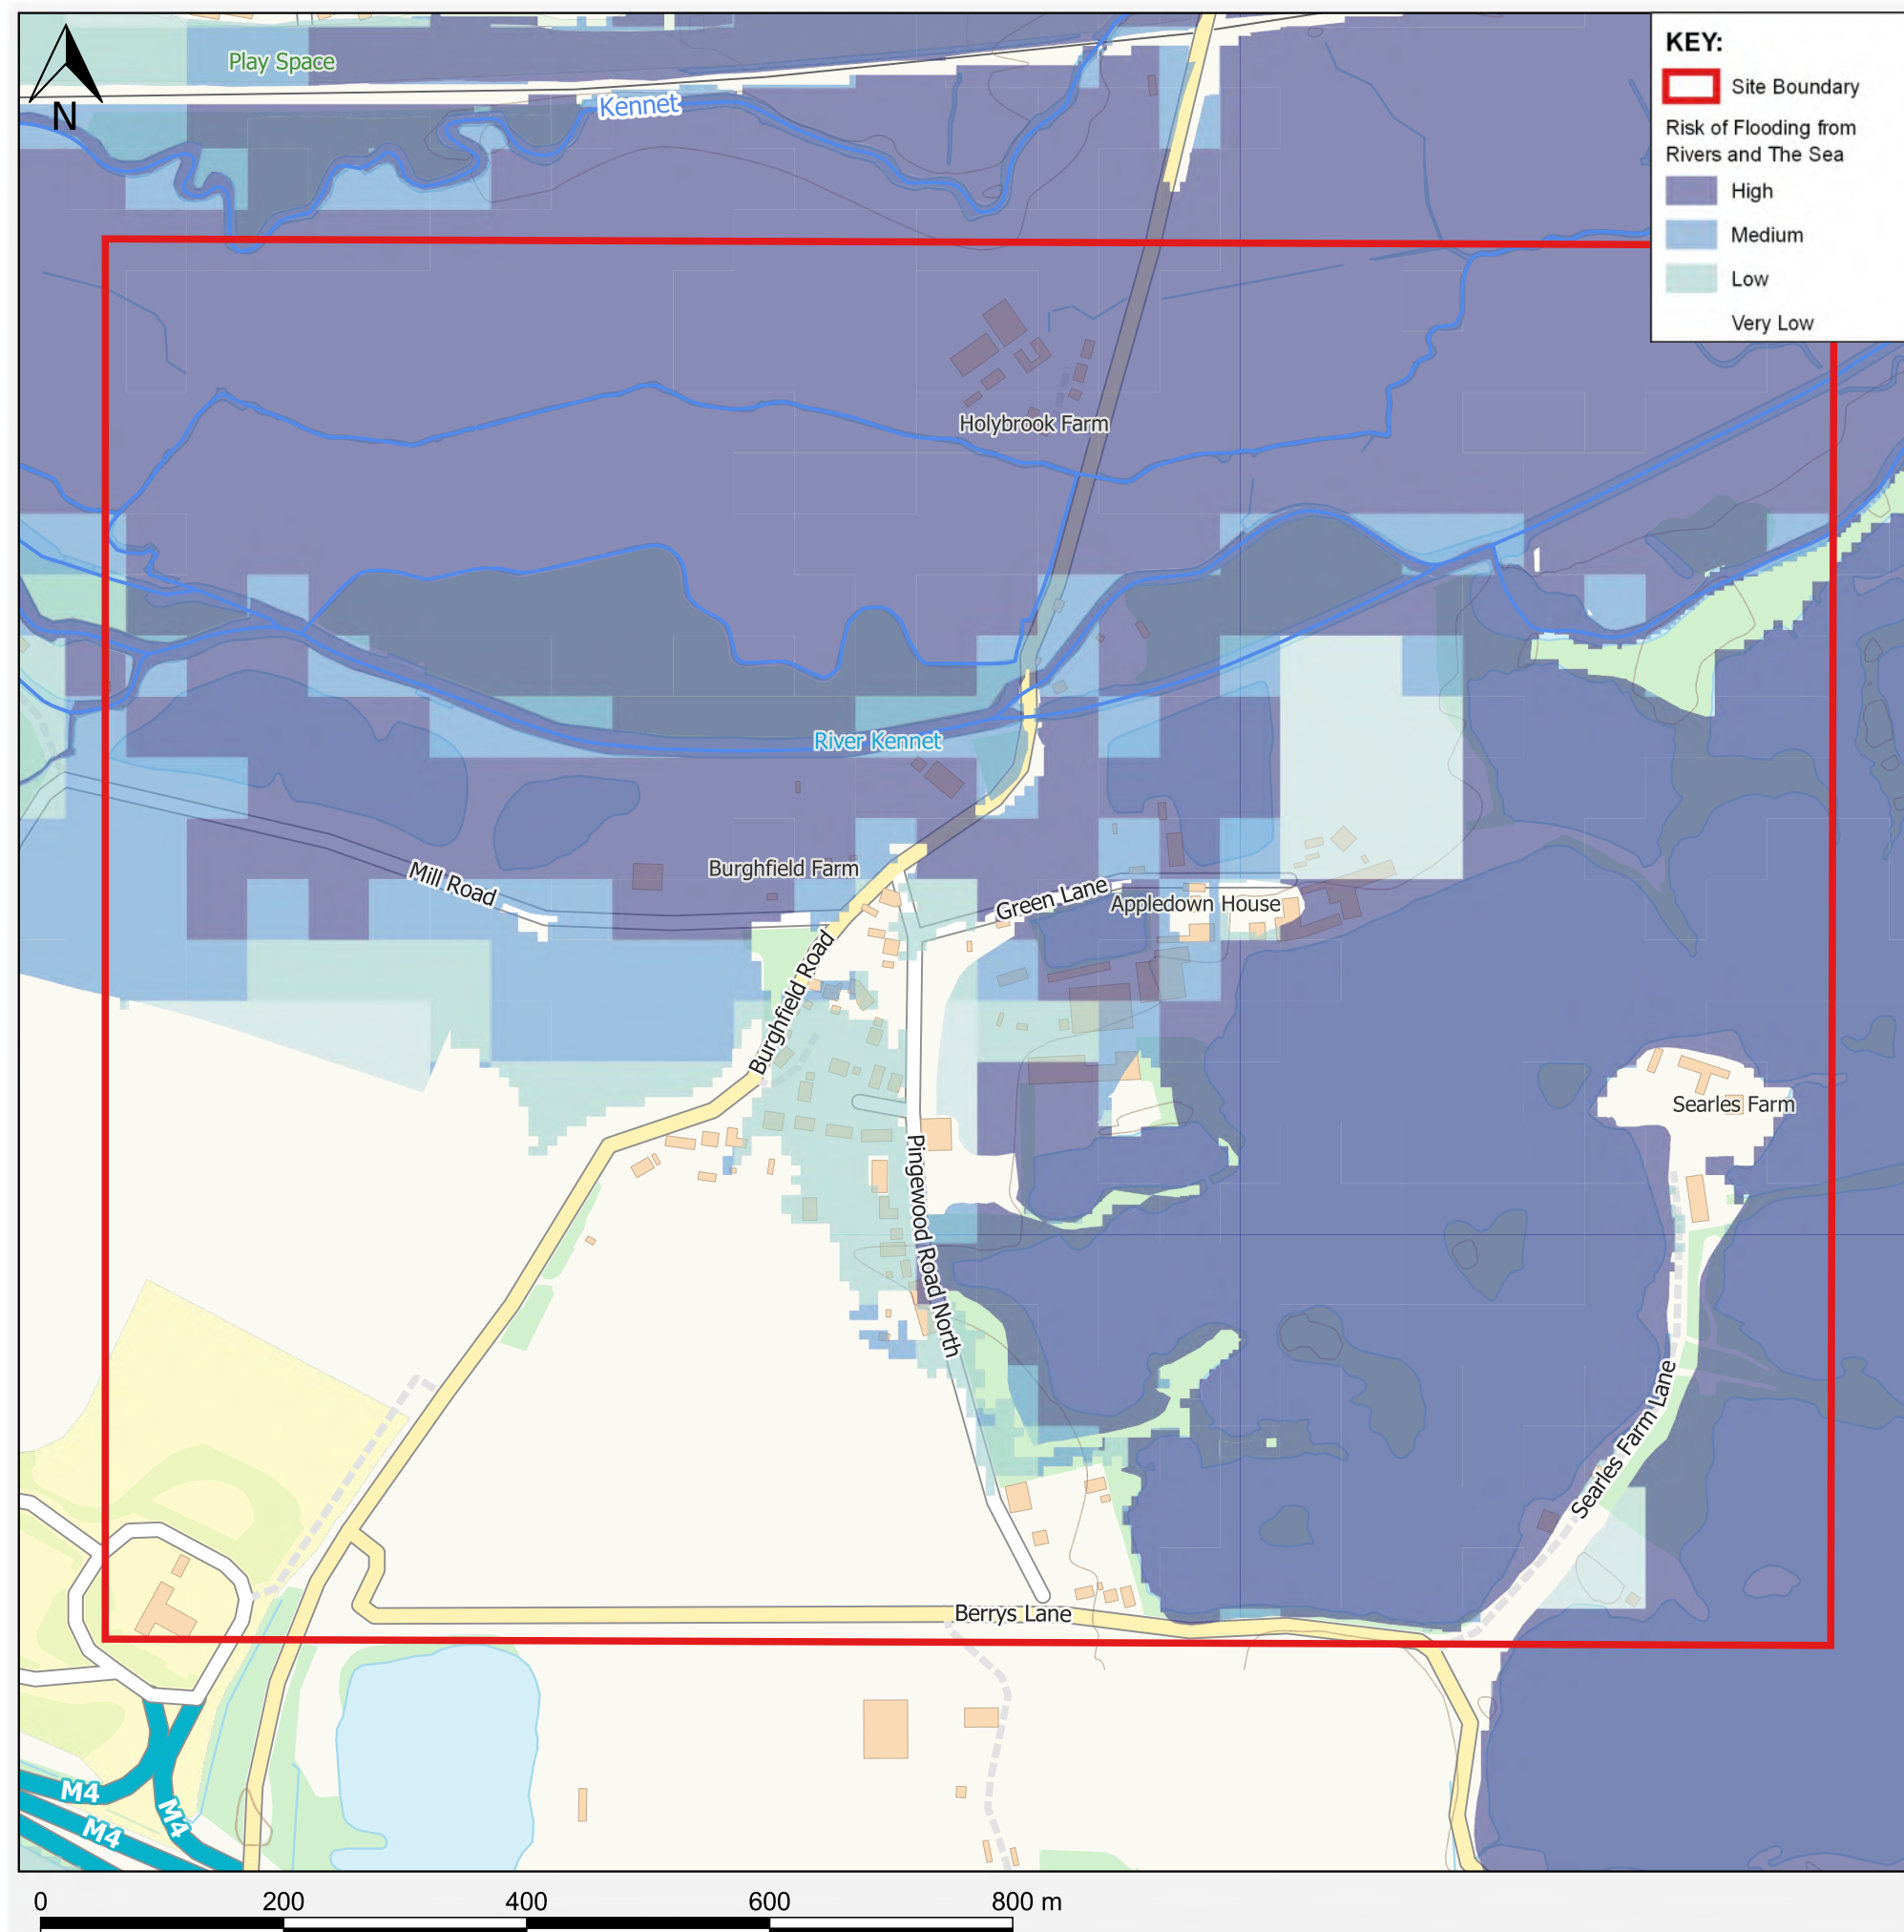 KEY:
Site Boundary
Risk of Flooding from
Rivers and The Sea
High
Medium
Low
Very Low
Play Space
N
Kennet
Holybrook Farm
River Kennet
Burghfield Farm
Mill Road
Green Lane
Appledown House
Burghfield Road
Searles Farm
Pingewood Road North
Searles Farm Lane
Berrys Lane
M4
M4
M4
0 200 400 600 800 m